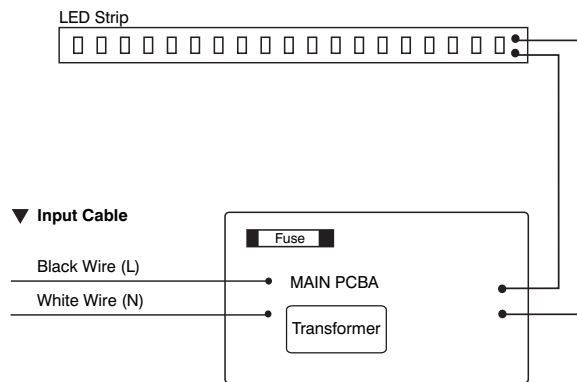 LED Strip
▼ Input Cable
Fuse
Black Wire (L)
MAIN PCBA
White Wire (N)
Transformer